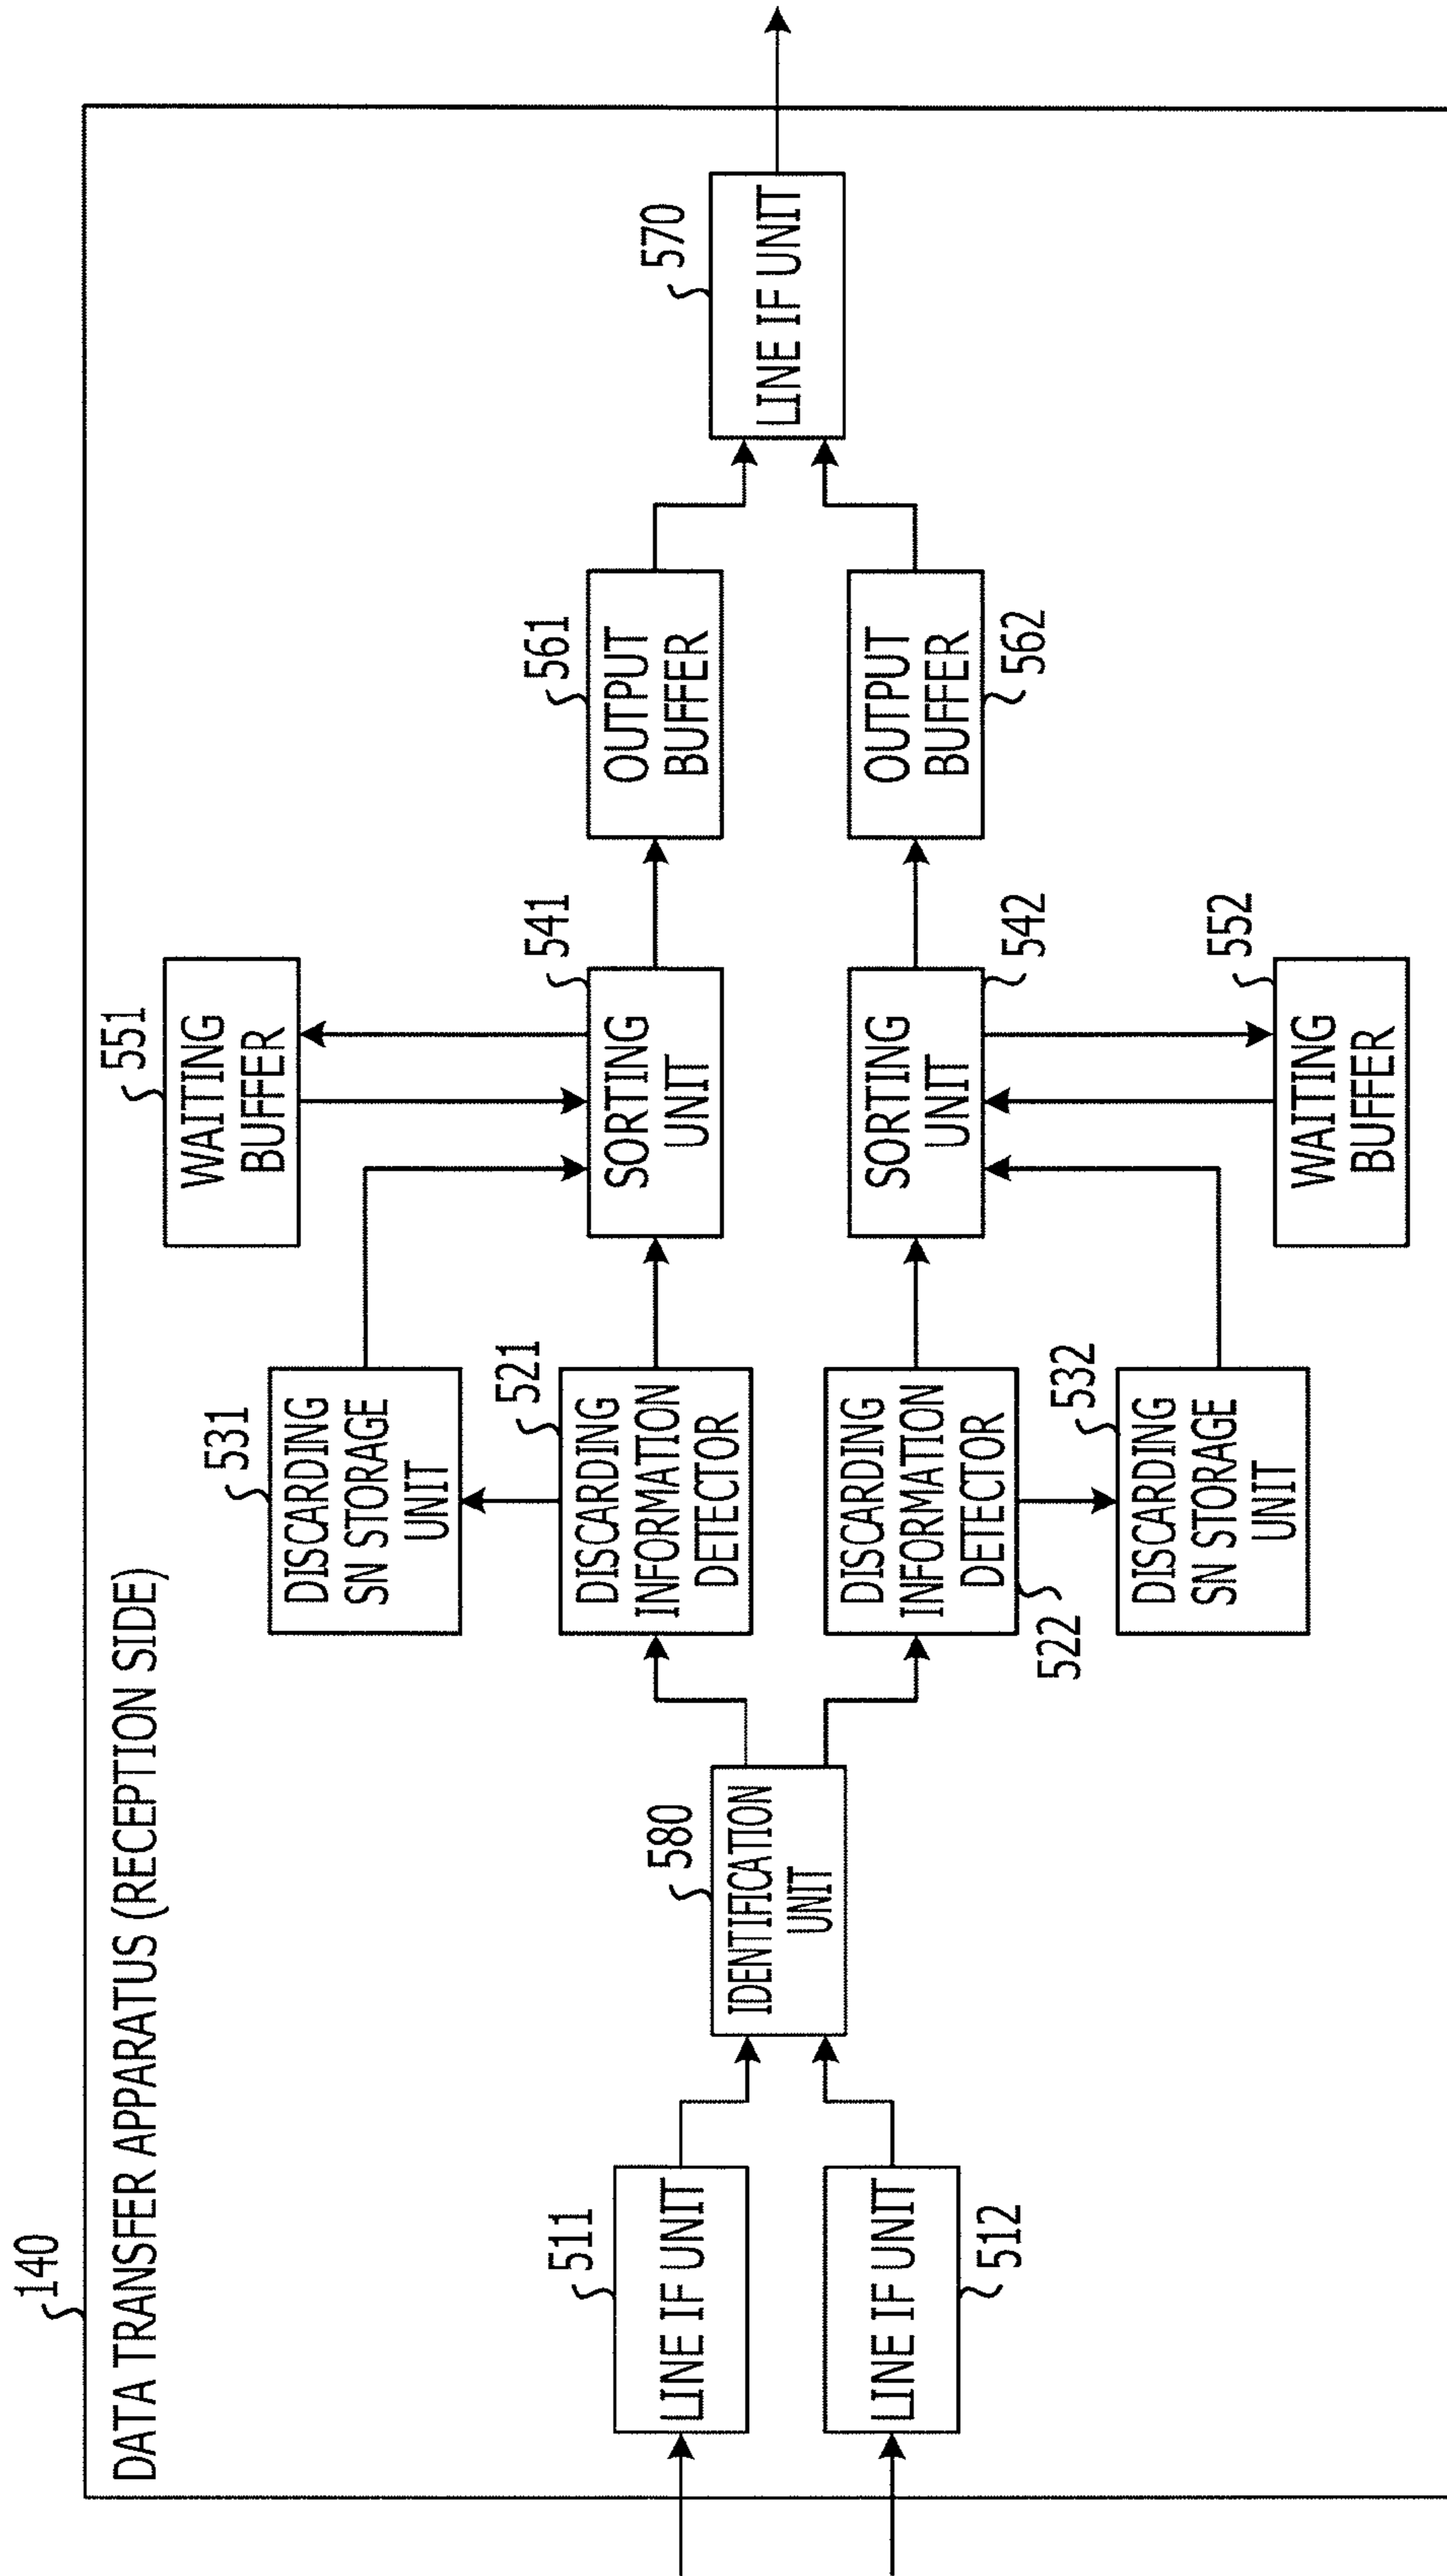 140
DATA TRANSFER APPARATUS (RECEPTION SIDE)
511
LINE IF UNIT
LINE IF UNIT
512
580
IDENTIFICATION
UNIT
531
DISCARDING
SN STORAGE
UNIT
521
DISCARDING
INFORMATION
DETECTOR
DISCARDING
INFORMATION
DETECTOR
522
532
DISCARDING
SN STORAGE
UNIT
551
WAITING
BUFFER
541
SORTING
UNIT
SORTING
UNIT
542
552
WAITING
BUFFER
561
OUTPUT
BUFFER
OUTPUT
BUFFER
562
570
LINE IF UNIT